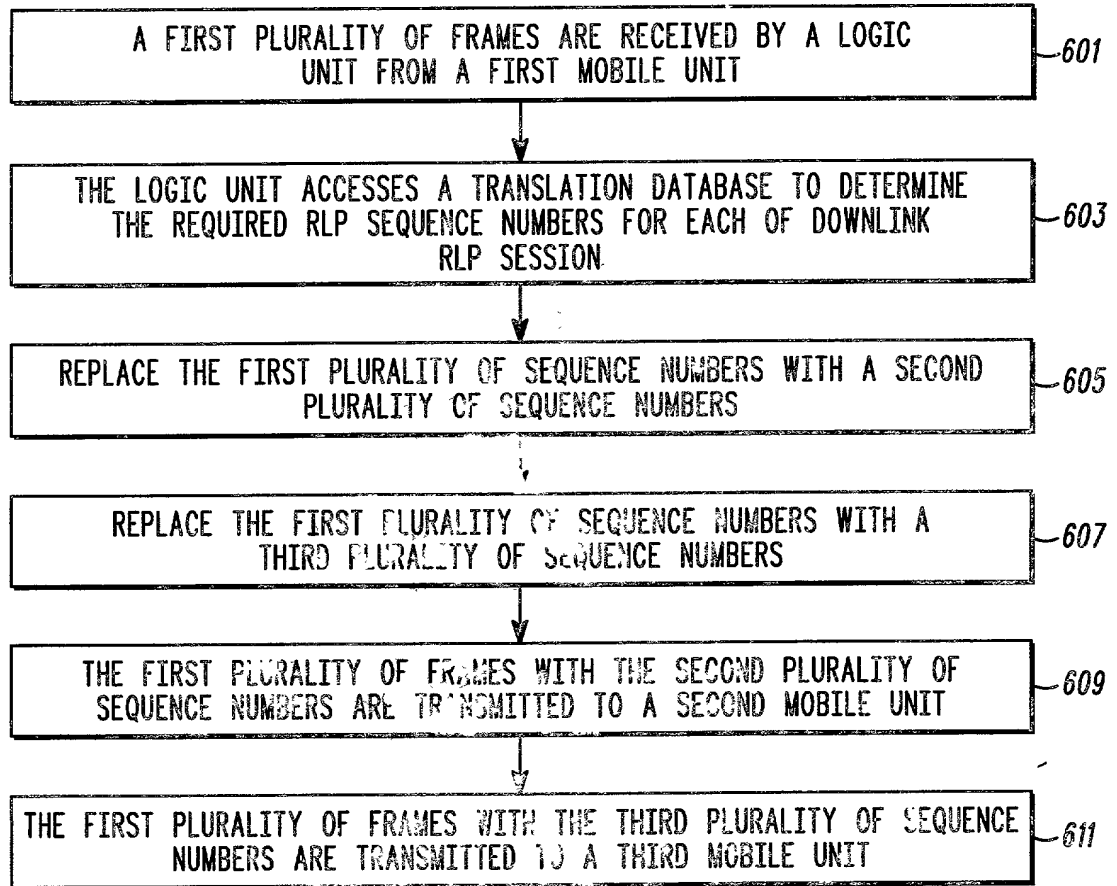 A FIRST PLURALITY OF FRAMES ARE RECEIVED BY A LOGIC
UNIT FROM A FIRST MOBILE UNIT
601
THE LOGIC UNIT ACCESSES A TRANSLATION DATABASE TO DETERMINE
THE REQUIRED RLP SEQUENCE NUMBERS FOR EACH OF DOWNLINK
RLP SESSION
603
REPLACE THE FIRST PLURALITY OF SEQUENCE NUMBERS WITH A SECOND
PLURALITY OF SEQUENCE NUMBERS
605
REPLACE THE FIRST PLURALITY OF SEQUENCE NUMBERS WITH A
THIRD PLURALITY OF SEQUENCE NUMBERS
607
THE FIRST PLURALITY OF FRAMES WITH THE SECOND PLURALITY OF
SEQUENCE NUMBERS ARE TRANSMITTED TO A SECOND MOBILE UNIT
609
THE FIRST PLURALITY OF FRAMES WITH THE THIRD PLURALITY OF SEQUENCE
NUMBERS ARE TRANSMITTED TO A THIRD MOBILE UNIT
611